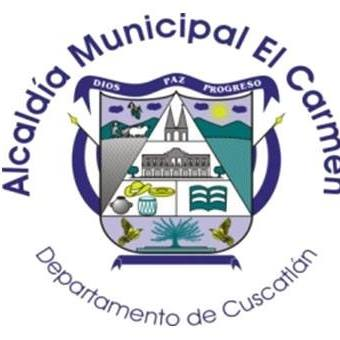 Alcaldía Municipal El Carmen
DIOS PAZ PROGRESO
Departamento de Cuscatlán